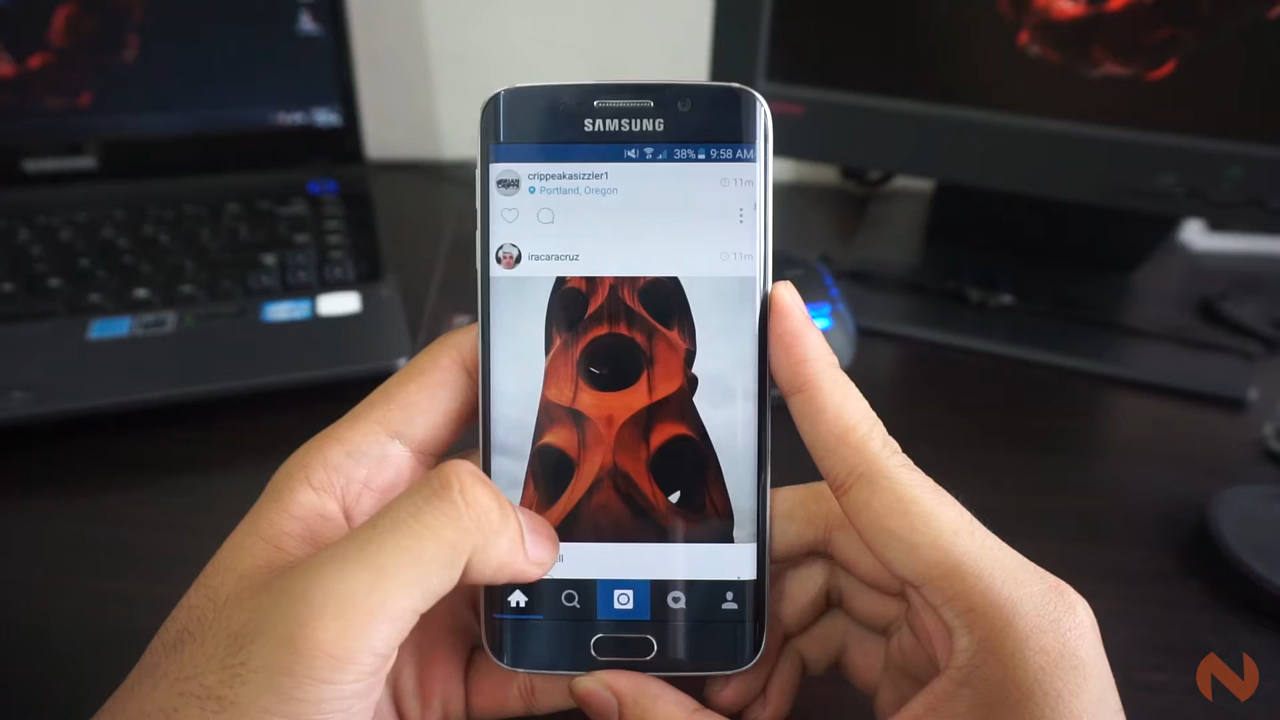 SAMSUNG
38% 9:58 AM
crippeakasizzler1
Portland, Oregon
11m
iracaracruz
11m